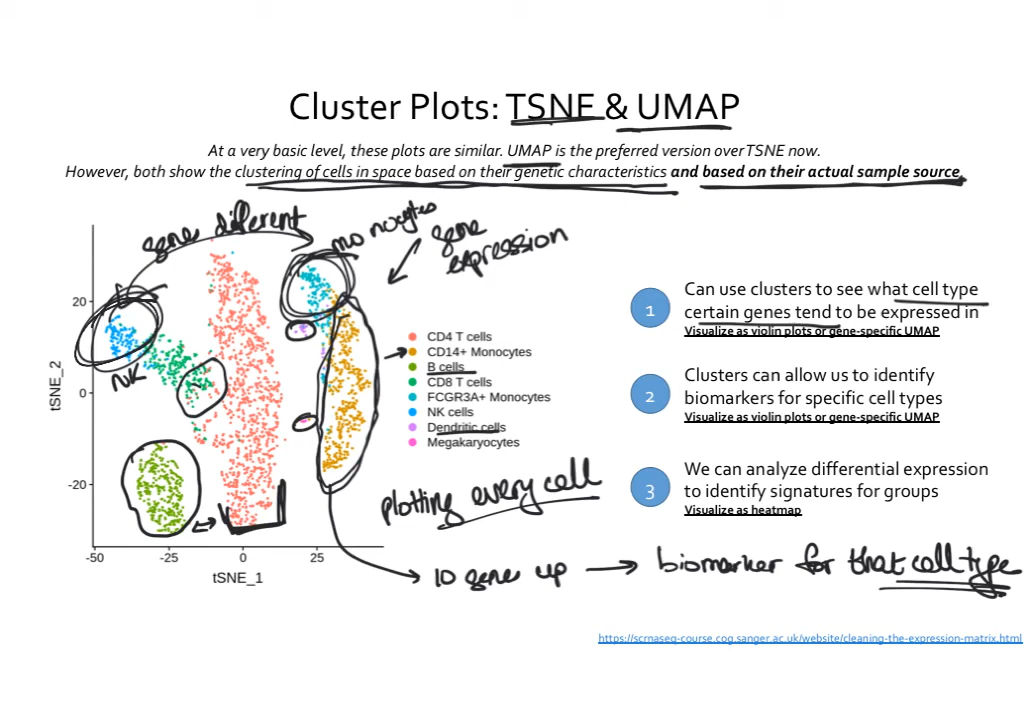 Cluster Plots: TSNE & UMAP
At a very basic level, these plots are similar. UMAP is the preferred version over TSNE now.
However, both show the clustering of cells in space based on their genetic characteristics and based on their actual sample source.
gene different
monocytes
gene
expression
NK
20
0
-20
tSNE_2
-50
-25
0
25
tSNE_1
CD4 T cells
CD14+ Monocytes
B cells
CD8 T cells
FCGR3A+ Monocytes
NK cells
Dendritic cells
Megakaryocytes
plotting every cell
10 gene up → biomarker for that cell type
1
Can use clusters to see what cell type
certain genes tend to be expressed in
Visualize as violin plots or gene-specific UMAP
2
Clusters can allow us to identify
biomarkers for specific cell types
Visualize as violin plots or gene-specific UMAP
3
We can analyze differential expression
to identify signatures for groups
Visualize as heatmap
https://scrnaseq-course.cog.sanger.ac.uk/website/cleaning-the-expression-matrix.html